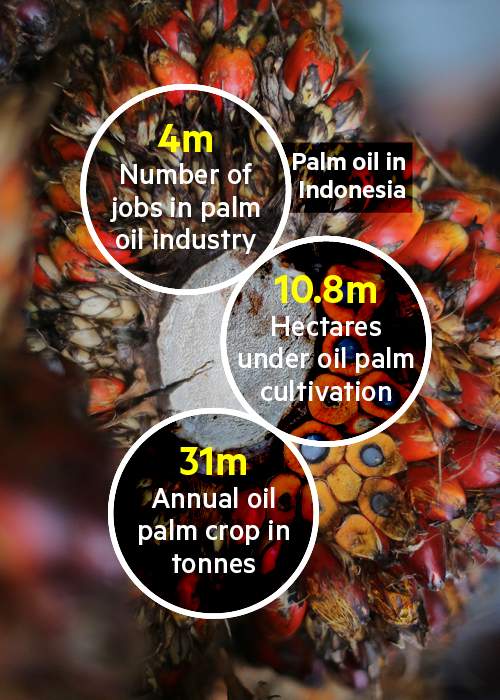 4m
Number of
jobs in palm
oil industry
Palm oil in
Indonesia
10.8m
Hectares
under oil palm
cultivation
31m
Annual oil
palm crop in
tonnes